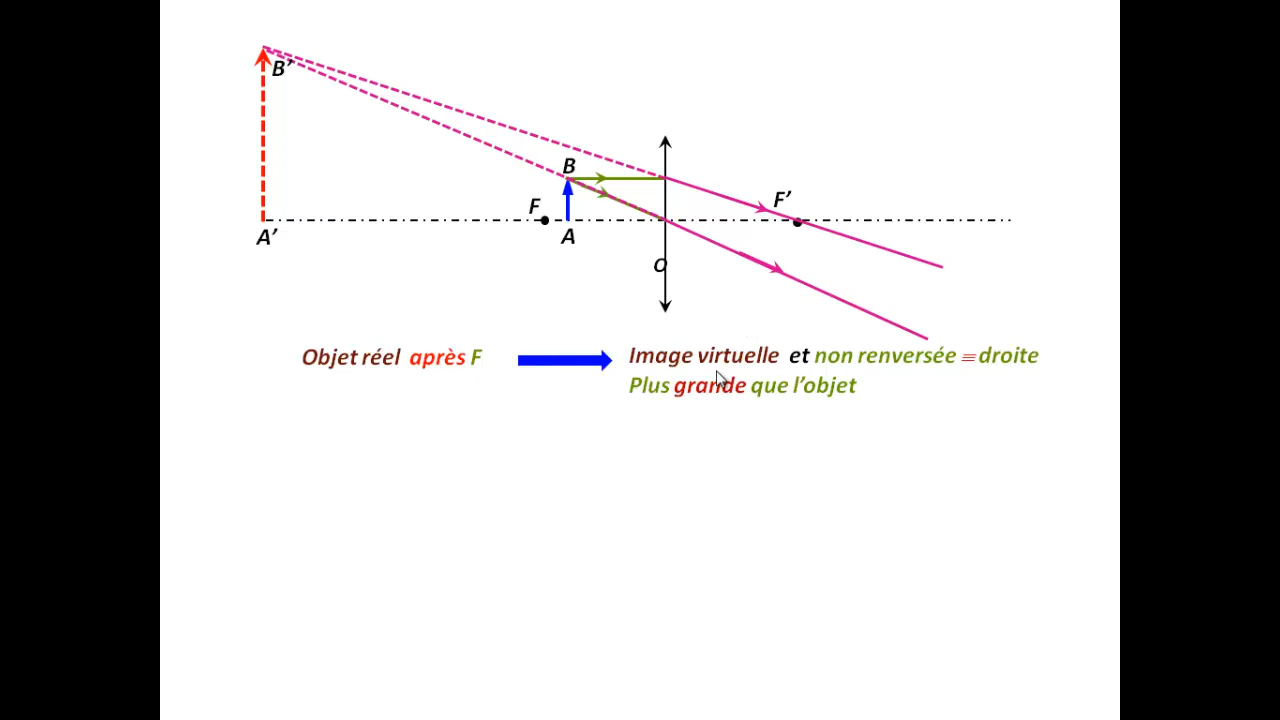 B'
B
F
F'
A'
A
O
Objet réel après F
Image virtuelle et non renversée ≡ droite
Plus grande que l'objet